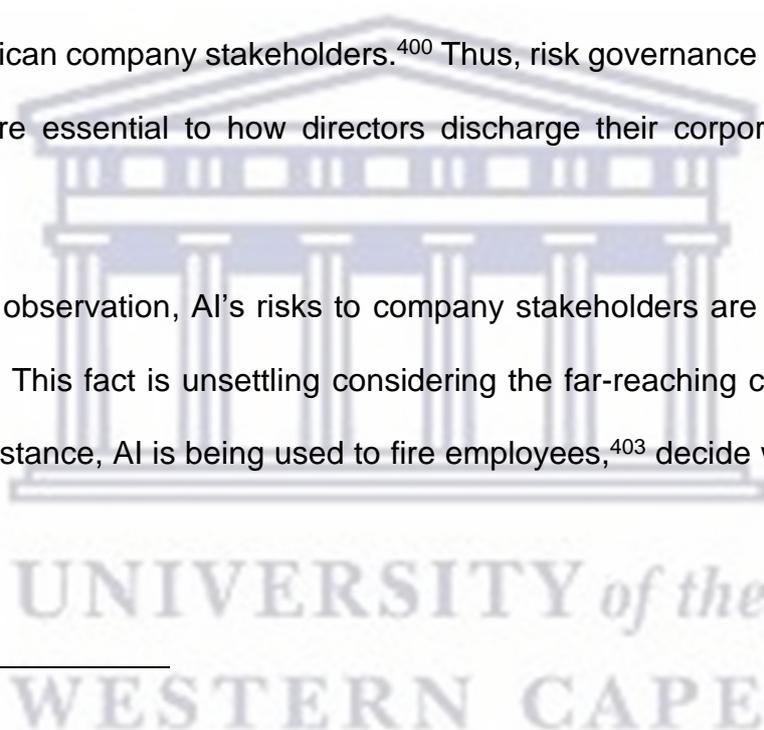 ican company stakeholders.⁴⁰⁰ Thus, risk governance
re essential to how directors discharge their corpor
observation, AI’s risks to company stakeholders are
This fact is unsettling considering the far-reaching c
stance, AI is being used to fire employees,⁴⁰³ decide
UNIVERSITY of the
WESTERN CAPE